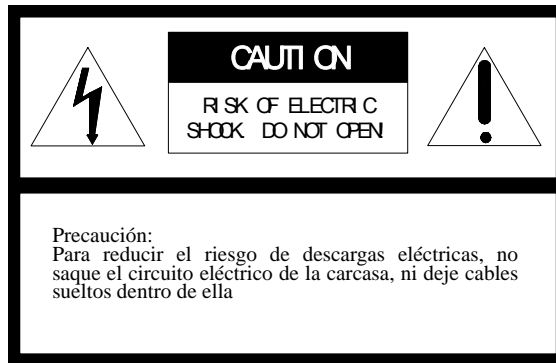 CAUTION
RISK OF ELECTRIC
SHOCK. DO NOT OPEN!
Precaución:
Para reducir el riesgo de descargas eléctricas, no
saque el circuito eléctrico de la carcasa, ni deje cables
sueltos dentro de ella